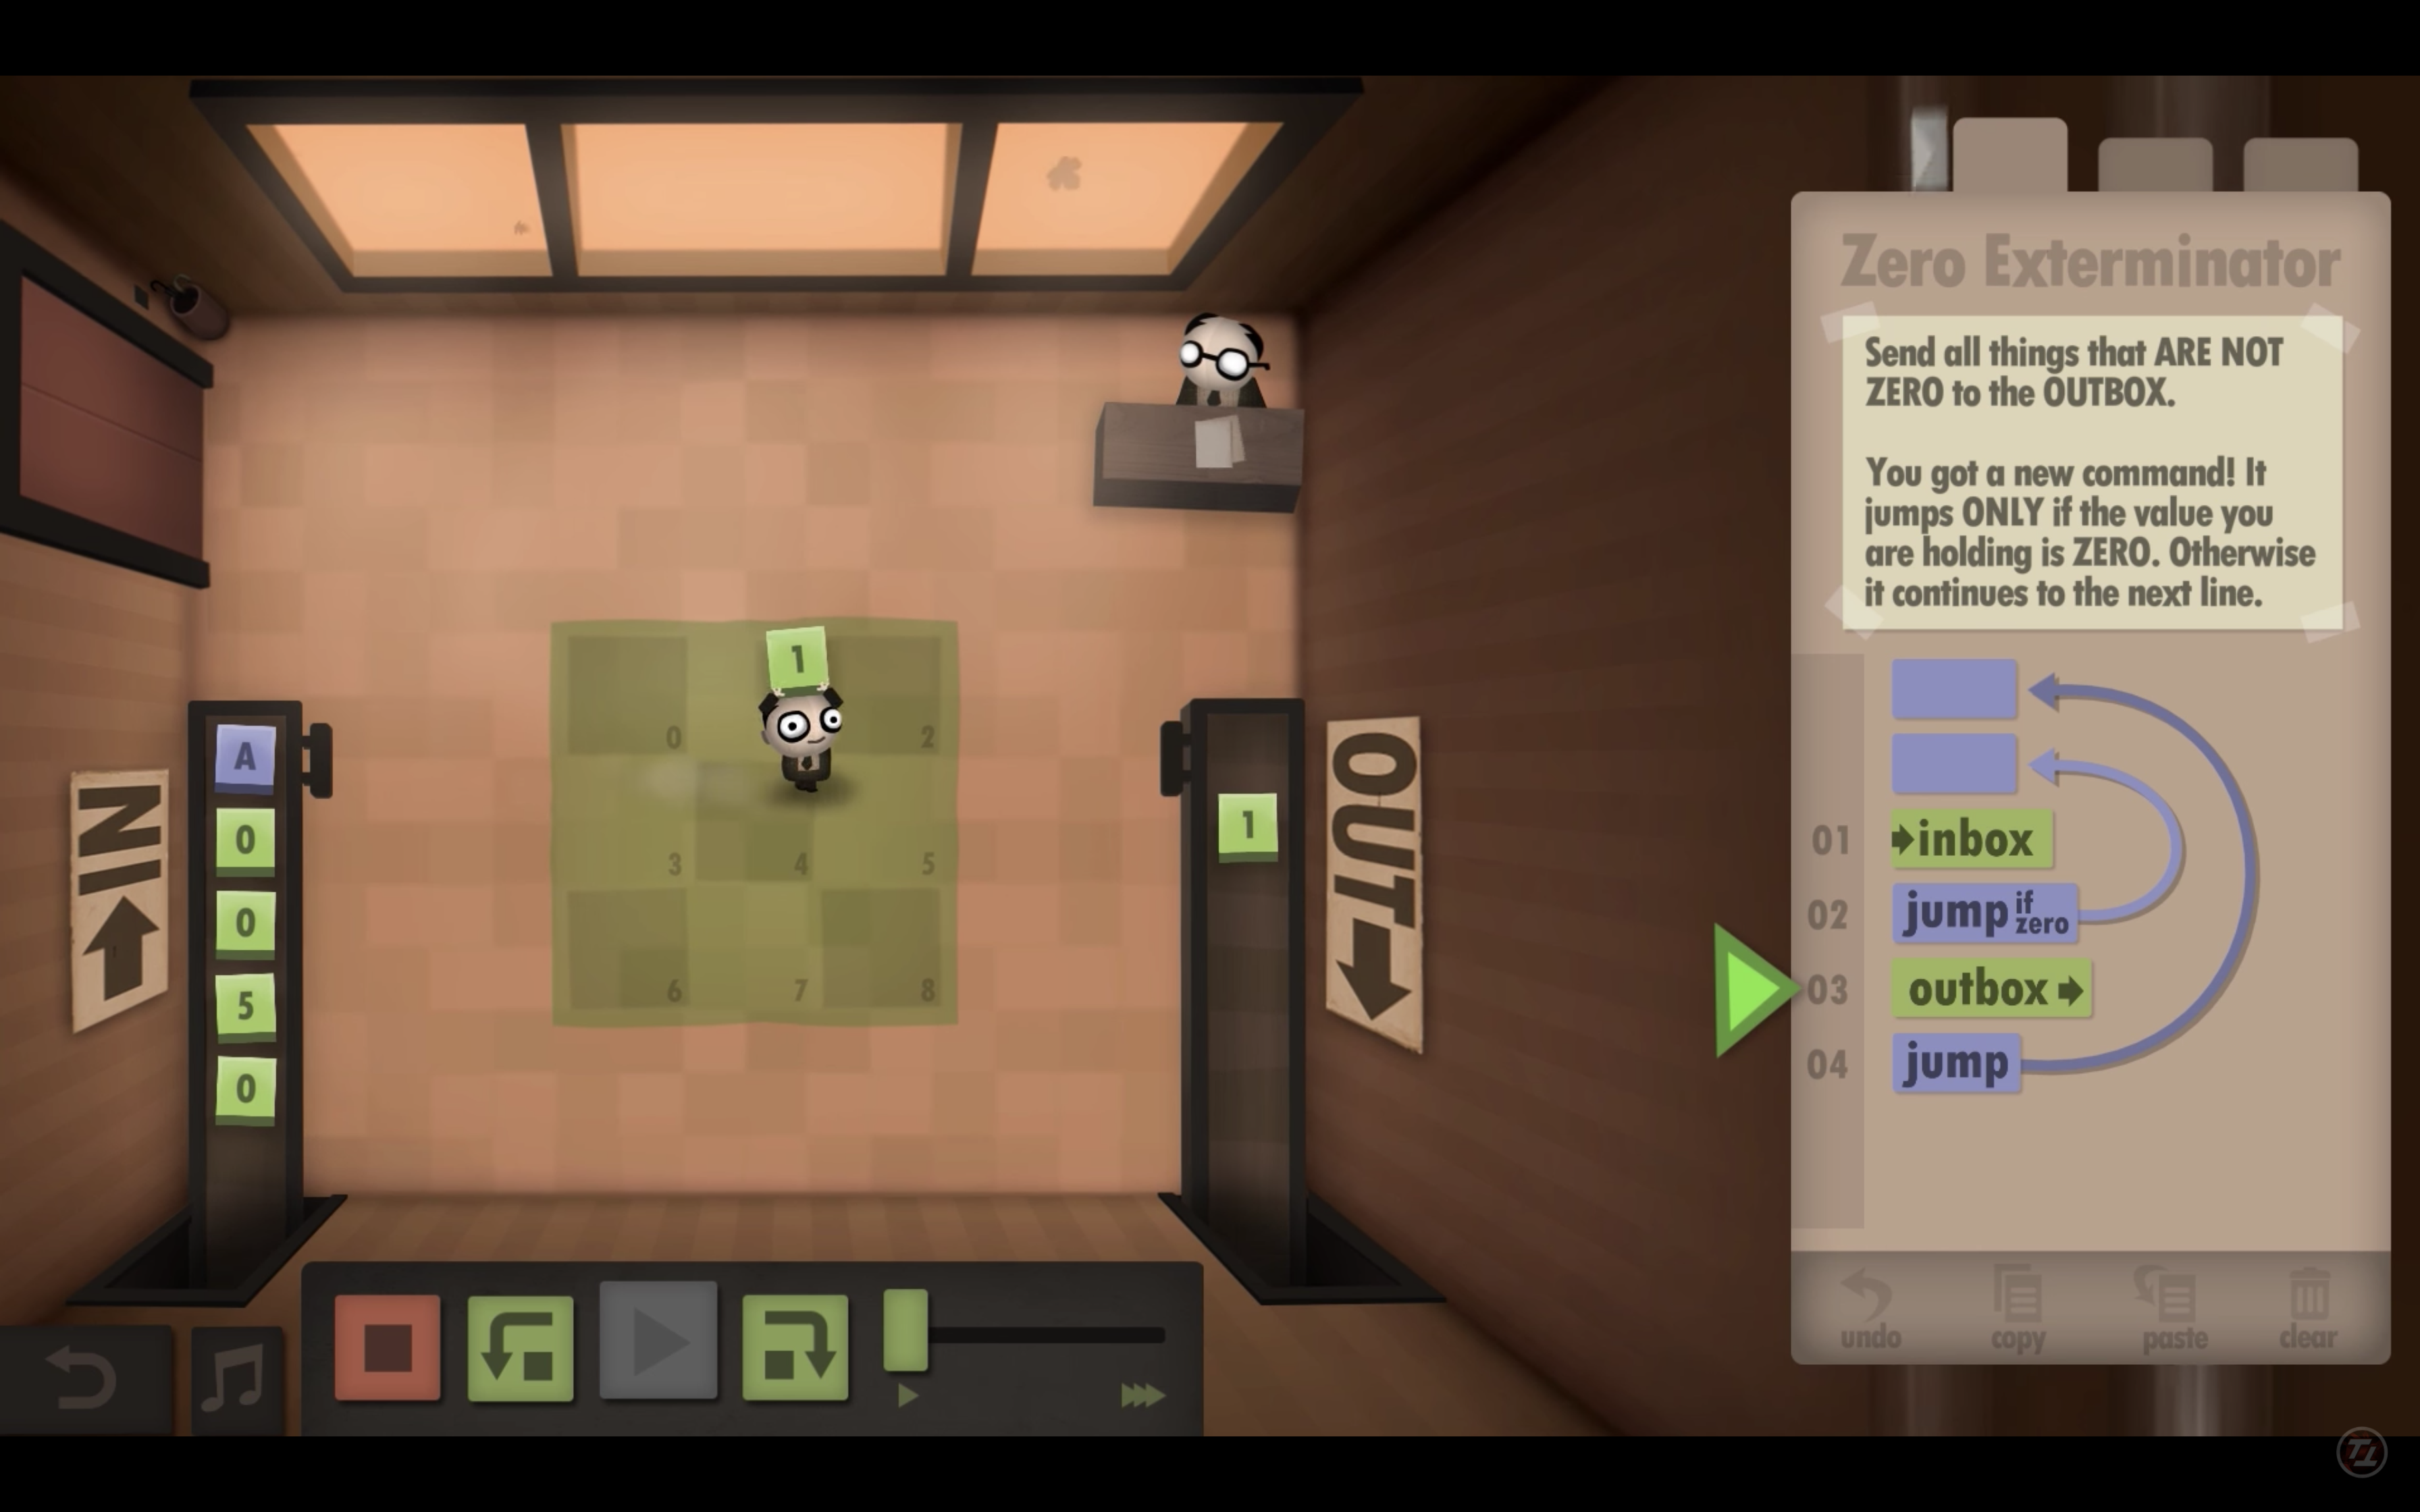 Zero Exterminator
Send all things that ARE NOT
ZERO to the OUTBOX.
You got a new command! It
jumps ONLY if the value you
are holding is ZERO. Otherwise
it continues to the next line.
01 inbox
02 jump if zero
03 outbox
04 jump
undo copy paste clear
IN
A
0
0
5
0
1
0
2
3
4
5
6
7
8
1
OUT